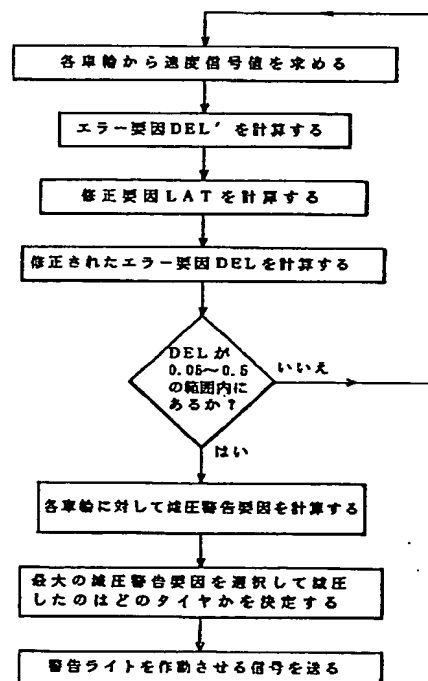 各車輪から速度信号値を求める
エラー要因DEL′を計算する
修正要因LATを計算する
修正されたエラー要因DELを計算する
DELが
0.05～0.5
の範囲内に
あるか?
いいえ
はい
各車輪に対して減圧警告要因を計算する
最大の減圧警告要因を選択して減圧
したのはどのタイヤかを決定する
警告ライトを作動させる信号を送る